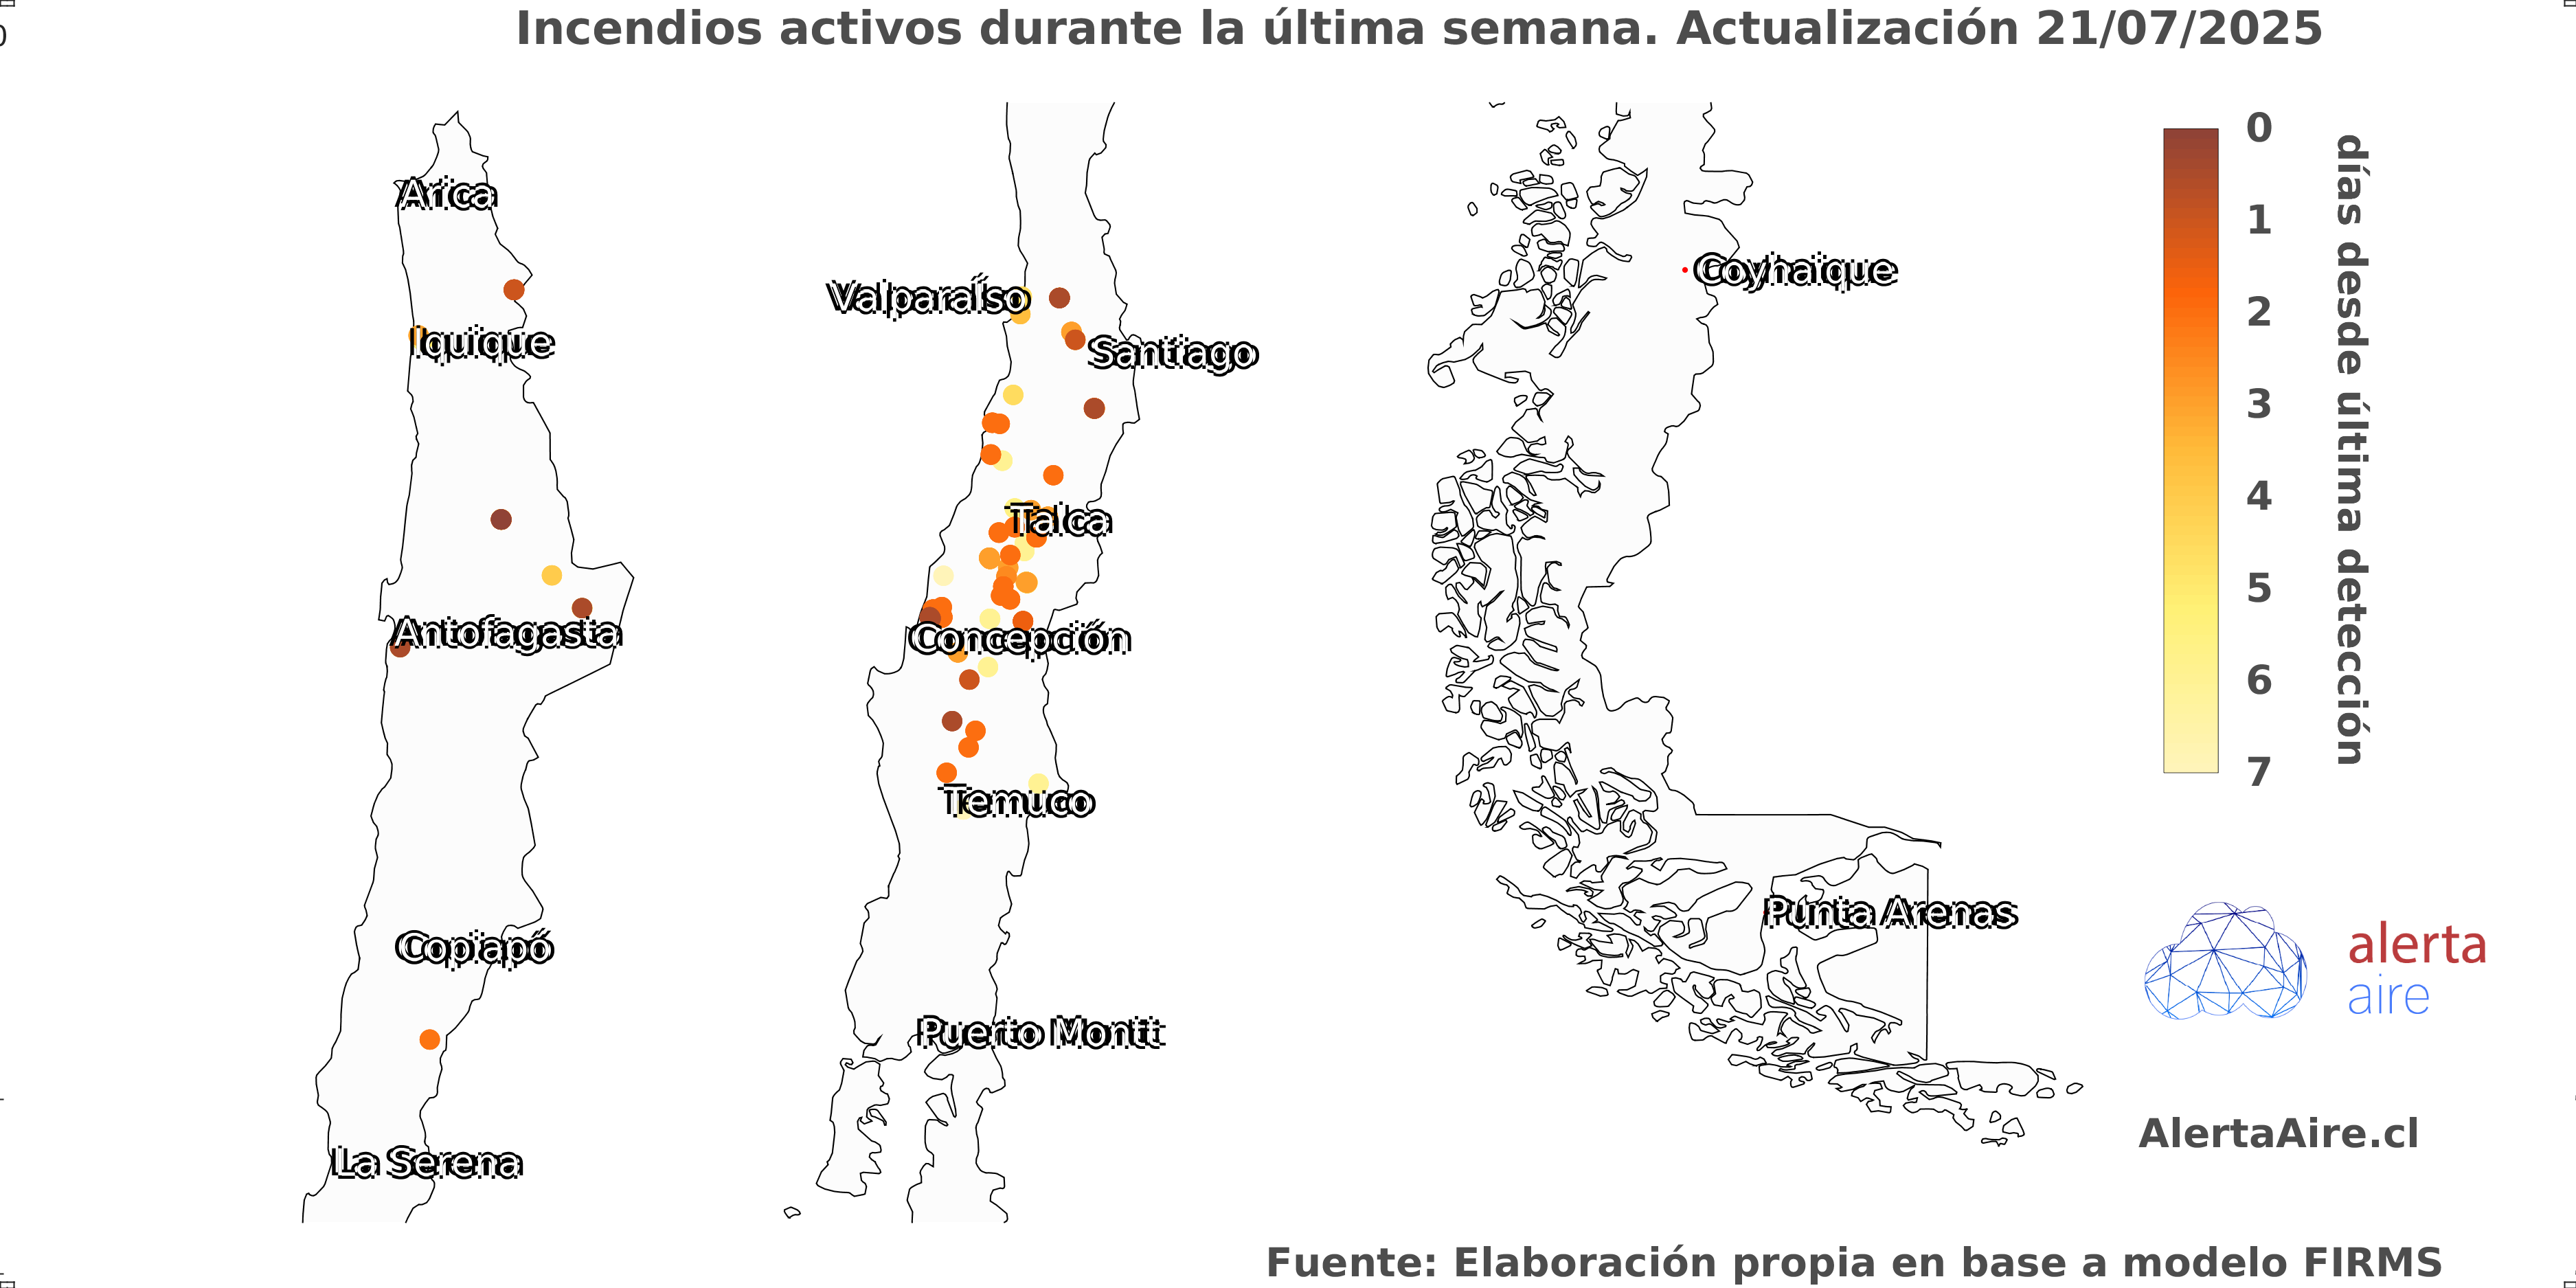 Incendios activos durante la última semana. Actualización 21/07/2025
Arica
Iquique
Antofagasta
Copiapó
La Serena
Valparaíso
Santiago
Talca
Concepción
Temuco
Puerto Montt
Coyhaique
Punta Arenas
0
1
2
3
4
5
6
7
días desde última detección
alerta
aire
AlertaAire.cl
Fuente: Elaboración propia en base a modelo FIRMS